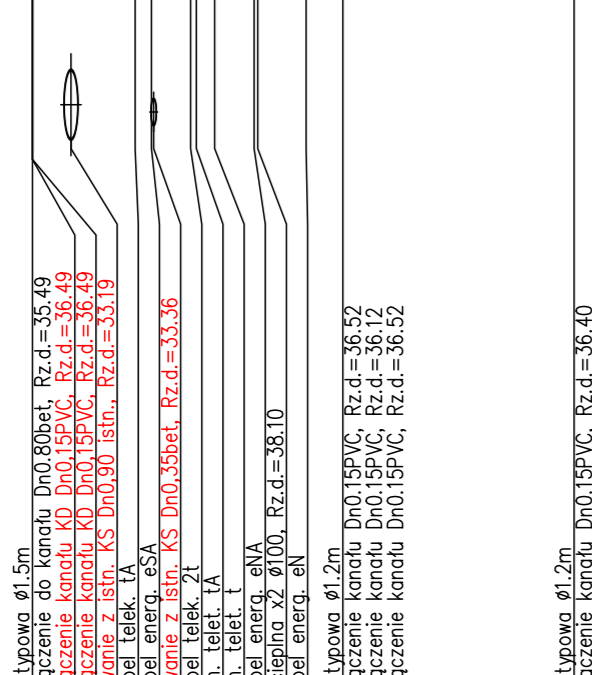 typowa ø1.5m
ączenie do kanału Dn0.80bet, Rz.d.=35.49
ączenie kanału KD Dn0,15PVC, Rz.d.=36.49
ączenie kanału KD Dn0,15PVC, Rz.d.=36.49
wanie z istn. KS Dn0,90 istn., Rz.d.=33.19
bel telek. tA
bel energ. eSA
wanie z istn. KS Dn0,35bet, Rz.d.=33.36
bel telek. 2t
n. telet. tA
n. telet. t
bel energ. eNA
cieplna x2 ø100, Rz.d.=38.10
bel energ. eN
typowa ø1.2m
ączenie kanału Dn0.15PVC, Rz.d.=36.52
ączenie kanału Dn0.15PVC, Rz.d.=36.12
ączenie kanału Dn0.15PVC, Rz.d.=36.52
typowa ø1.2m
ączenie kanału Dn0.15PVC, Rz.d.=36.40